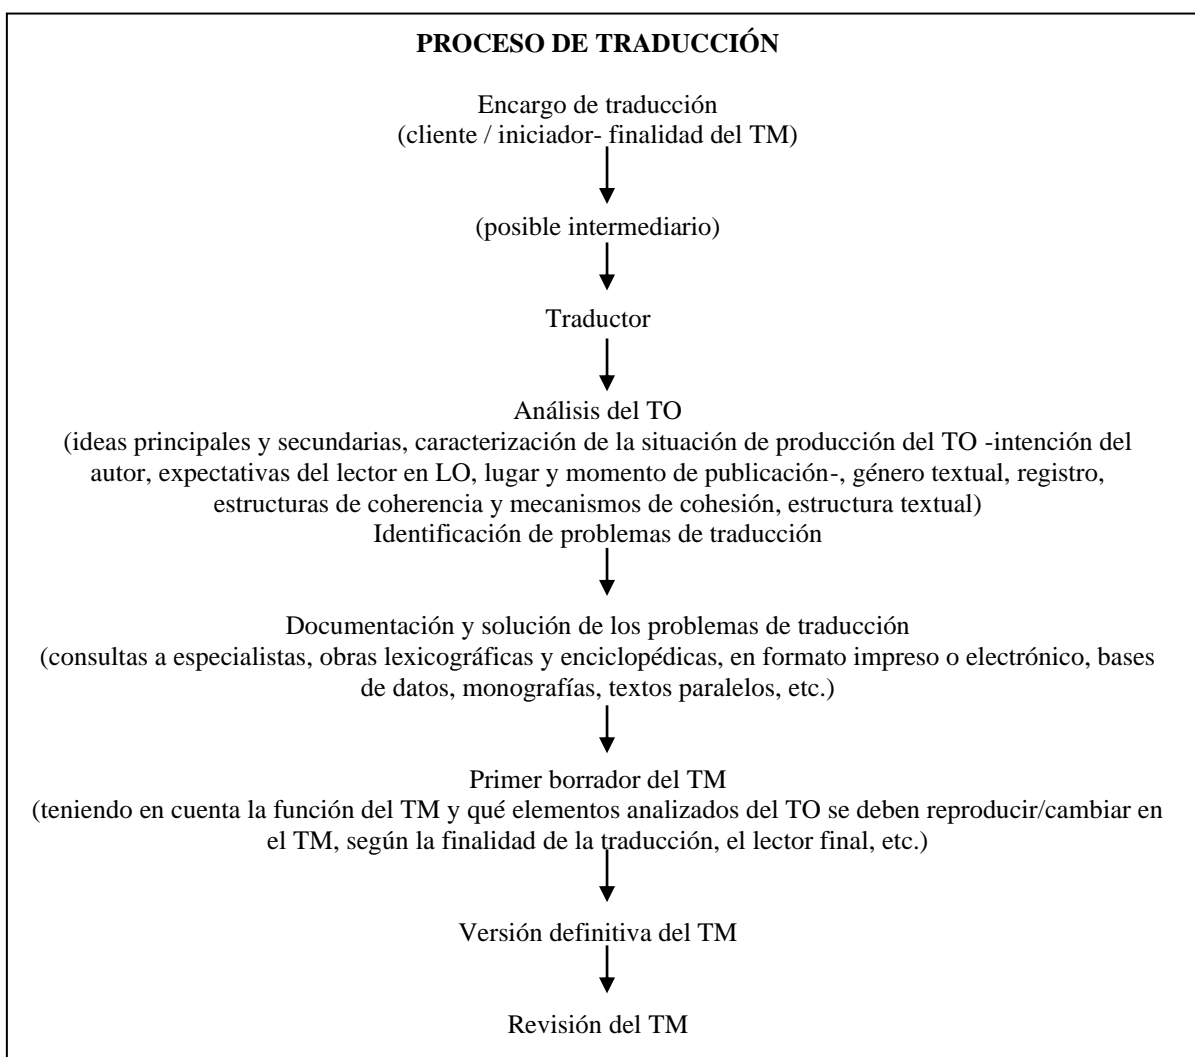 PROCESO DE TRADUCCIÓN
Encargo de traducción
(cliente / iniciador- finalidad del TM)
(posible intermediario)
Traductor
Análisis del TO
(ideas principales y secundarias, caracterización de la situación de producción del TO -intención del
autor, expectativas del lector en LO, lugar y momento de publicación-, género textual, registro,
estructuras de coherencia y mecanismos de cohesión, estructura textual)
Identificación de problemas de traducción
Documentación y solución de los problemas de traducción
(consultas a especialistas, obras lexicográficas y enciclopédicas, en formato impreso o electrónico, bases
de datos, monografías, textos paralelos, etc.)
Primer borrador del TM
(teniendo en cuenta la función del TM y qué elementos analizados del TO se deben reproducir/cambiar en
el TM, según la finalidad de la traducción, el lector final, etc.)
Versión definitiva del TM
Revisión del TM